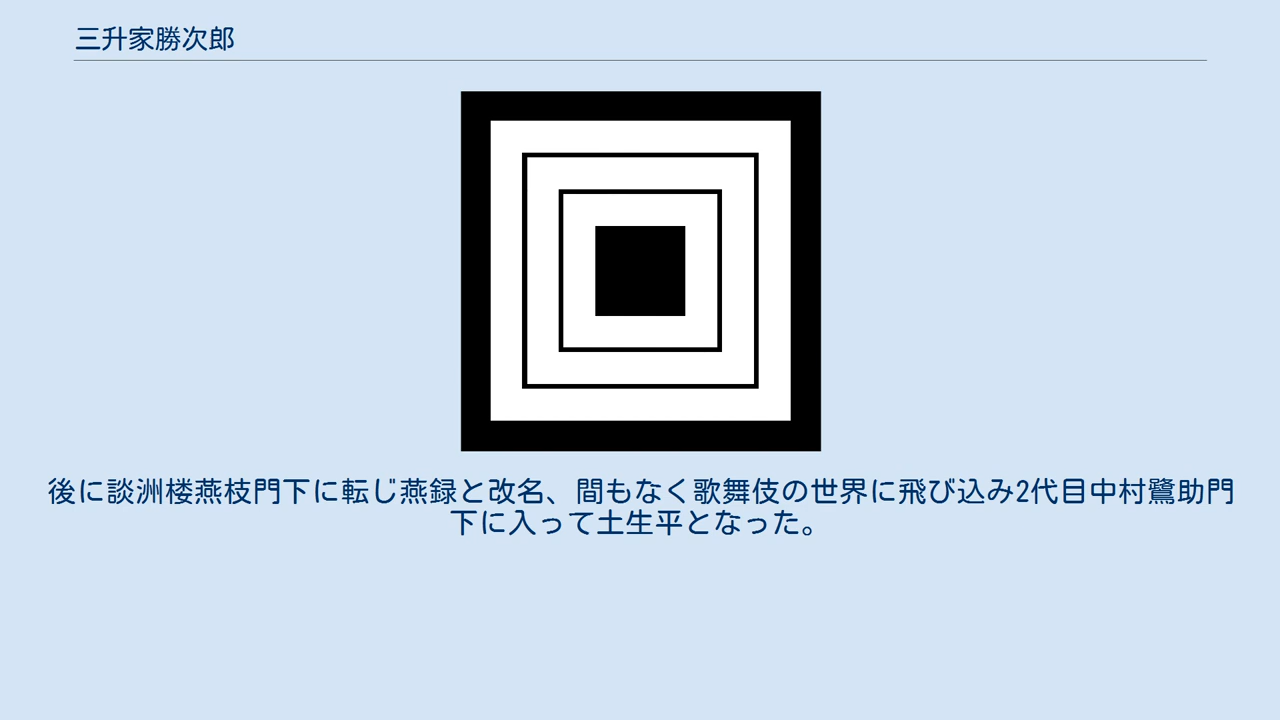 三升家勝次郎
後に談洲楼燕枝門下に転じ燕録と改名、間もなく歌舞伎の世界に飛び込み2代目中村鷺助門
下に入って土生平となった。